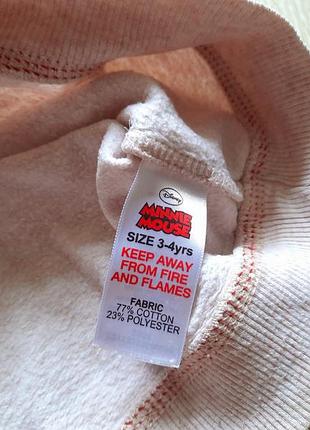 Disney
MINNIE
MOUSE
SIZE 3-4yrs
KEEP AWAY
FROM FIRE
AND FLAMES
FABRIC
77% COTTON
23% POLYESTER